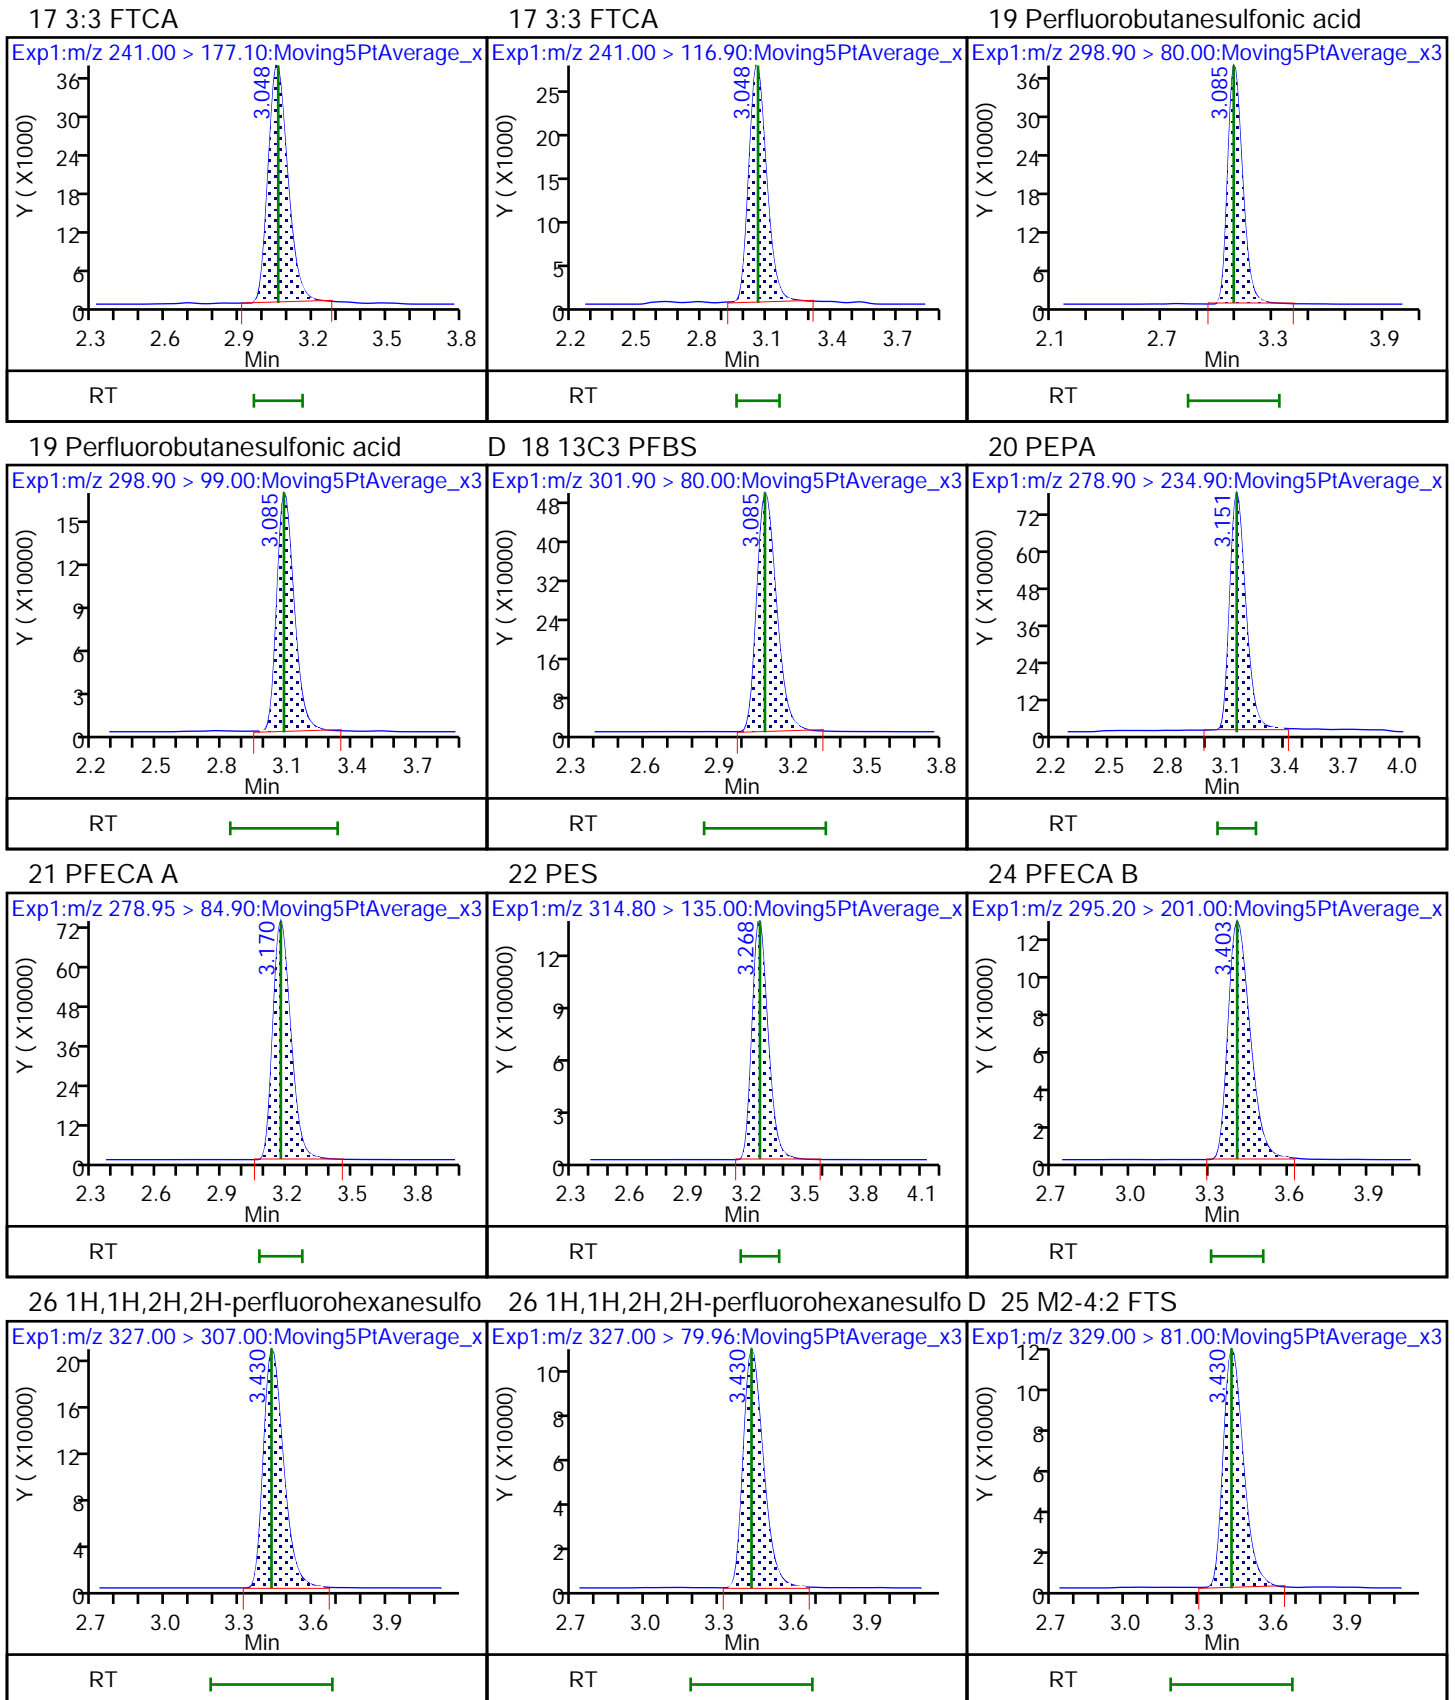 17 3:3 FTCA
Exp1:m/z 241.00 > 177.10:Moving5PtAverage_x
3.048
Y ( X10000)
36
30
24
18
12
6
0
2.3 2.6 2.9 3.2 3.5 3.8
Min
RT
17 3:3 FTCA
Exp1:m/z 241.00 > 116.90:Moving5PtAverage_x
3.048
Y ( X1000)
25
20
15
10
5
0
2.2 2.5 2.8 3.1 3.4 3.7
Min
RT
19 Perfluorobutanesulfonic acid
Exp1:m/z 298.90 > 80.00:Moving5PtAverage_x3
3.085
Y ( X10000)
36
30
24
18
12
6
0
2.1 2.7 3.3 3.9
Min
RT
19 Perfluorobutanesulfonic acid
Exp1:m/z 298.90 > 99.00:Moving5PtAverage_x3
3.085
Y ( X10000)
15
12
9
6
3
0
2.2 2.5 2.8 3.1 3.4 3.7
Min
RT
D 18 13C3 PFBS
Exp1:m/z 301.90 > 80.00:Moving5PtAverage_x3
3.085
Y ( X10000)
48
40
32
24
16
8
0
2.3 2.6 2.9 3.2 3.5 3.8
Min
RT
20 PEPA
Exp1:m/z 278.90 > 234.90:Moving5PtAverage_x
3.151
Y ( X10000)
72
60
48
36
24
12
0
2.2 2.5 2.8 3.1 3.4 3.7 4.0
Min
RT
21 PFECA A
Exp1:m/z 278.95 > 84.90:Moving5PtAverage_x3
3.170
Y ( X10000)
72
60
48
36
24
12
0
2.3 2.6 2.9 3.2 3.5 3.8
Min
RT
22 PES
Exp1:m/z 314.80 > 135.00:Moving5PtAverage_x
3.268
Y ( X100000)
12
9
6
3
0
2.3 2.6 2.9 3.2 3.5 3.8 4.1
Min
RT
24 PFECA B
Exp1:m/z 295.20 > 201.00:Moving5PtAverage_x
3.403
Y ( X10000)
12
10
8
6
4
2
0
2.7 3.0 3.3 3.6 3.9
Min
RT
26 1H,1H,2H,2H-perfluorohexanesulfo
Exp1:m/z 327.00 > 307.00:Moving5PtAverage_x
3.430
Y ( X10000)
20
16
12
8
4
0
2.7 3.0 3.3 3.6 3.9
Min
RT
26 1H,1H,2H,2H-perfluorohexanesulfo
Exp1:m/z 327.00 > 79.96:Moving5PtAverage_x3
3.430
Y ( X10000)
10
8
6
4
2
0
2.7 3.0 3.3 3.6 3.9
Min
RT
D 25 M2-4:2 FTS
Exp1:m/z 329.00 > 81.00:Moving5PtAverage_x3
3.430
Y ( X10000)
12
10
8
6
4
2
0
2.7 3.0 3.3 3.6 3.9
Min
RT